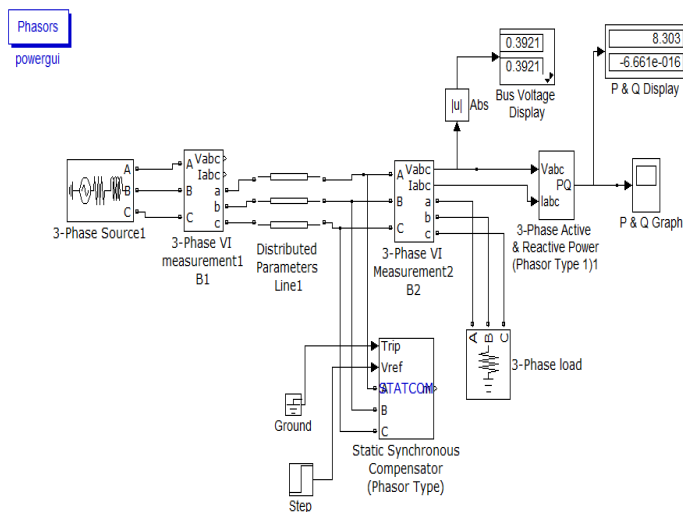 Phasors
powergui
0.3921
0.3921
Bus Voltage
Display
8.303
-6.661e-016
P & Q Display
|u|
Abs
A
B
C
3-Phase Source1
A
B
C
Vabc
Iabc
a
b
c
3-Phase VI
measurement1
B1
Distributed
Parameters
Line1
A
B
C
Vabc
Iabc
a
b
c
3-Phase VI
Measurement2
B2
Vabc
Iabc
PQ
3-Phase Active
& Reactive Power
(Phasor Type 1)1
P & Q Graph
A
B
C
3-Phase load
Trip
Vref
STATCOM
A
B
C
m
Static Synchronous
Compensator
(Phasor Type)
Ground
Step